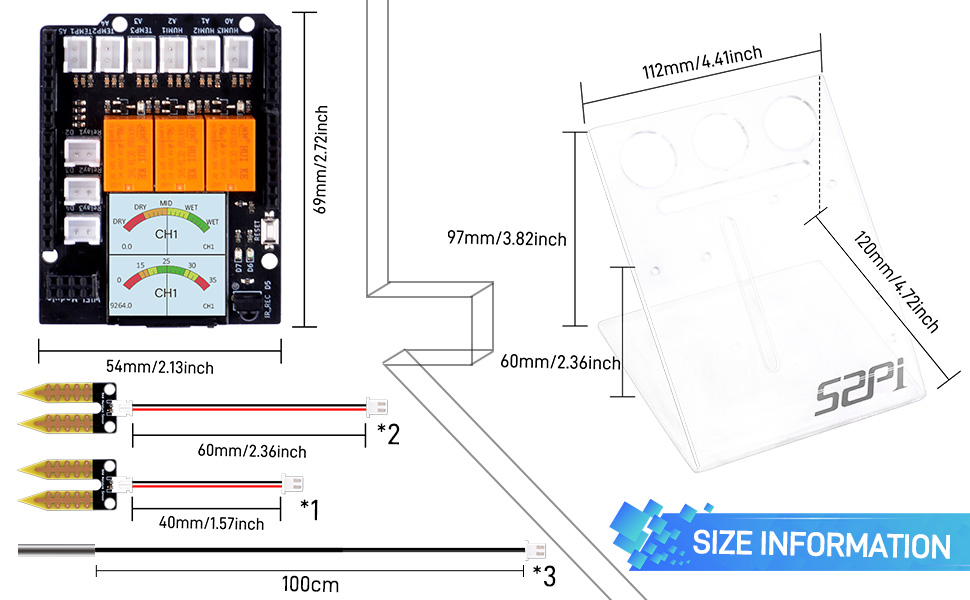 A5 A4 A3 A2 A1 A0
TEMP1 TEMP2 TEMP3 HUMI1 HUMI2 HUMI3
Relay1 D2
Relay2
Relay3
DRY DRY MID WET WET
CH1
0.0 CH1
0 15 25 30 35
CH1
9264.0 CH1
RESET
D7 D6
IR_REC D5
69mm/2.72inch
54mm/2.13inch
60mm/2.36inch
*2
40mm/1.57inch
*1
100cm
*3
112mm/4.41inch
97mm/3.82inch
120mm/4.72inch
60mm/2.36inch
S2Pi
SIZE INFORMATION